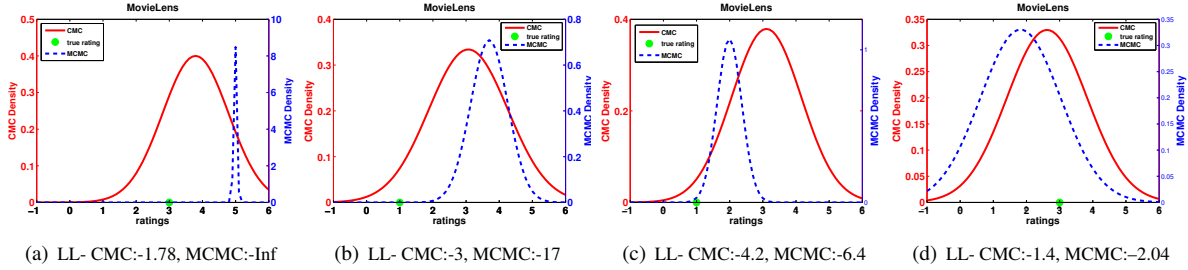 MovieLens
0.5
0.4
0.3
0.2
0.1
0
CMC Density
CMC
true rating
MCMC
10
8
6
4
2
0
MCMC Density
-1 0 1 2 3 4 5 6
ratings
(a) LL- CMC:-1.78, MCMC:-Inf
MovieLens
0.4
0.3
0.2
0.1
0
CMC Density
CMC
true rating
MCMC
0.8
0.6
0.4
0.2
0
MCMC Density
-1 0 1 2 3 4 5 6
ratings
(b) LL- CMC:-3, MCMC:-17
MovieLens
0.4
0.2
0
CMC Density
CMC
true rating
MCMC
1
MCMC Density
-1 0 1 2 3 4 5 6
ratings
(c) LL- CMC:-4.2, MCMC:-6.4
MovieLens
0.35
0.3
0.25
0.2
0.15
0.1
0.05
0
CMC Density
CMC
true rating
MCMC
0.35
0.3
0.25
0.2
0.15
0.1
0.05
0
MCMC Density
-1 0 1 2 3 4 5 6
ratings
(d) LL- CMC:-1.4, MCMC:–2.04